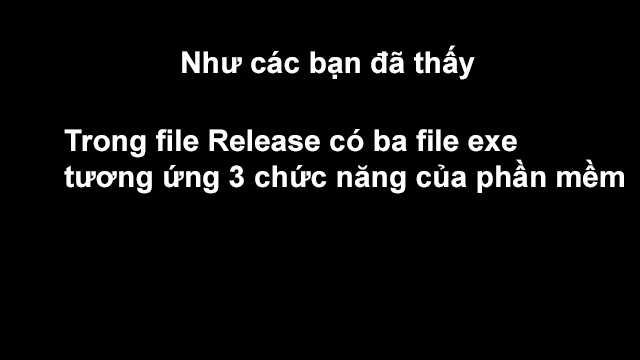 Như các bạn đã thấy
Trong file Release có ba file exe
tương ứng 3 chức năng của phần mềm